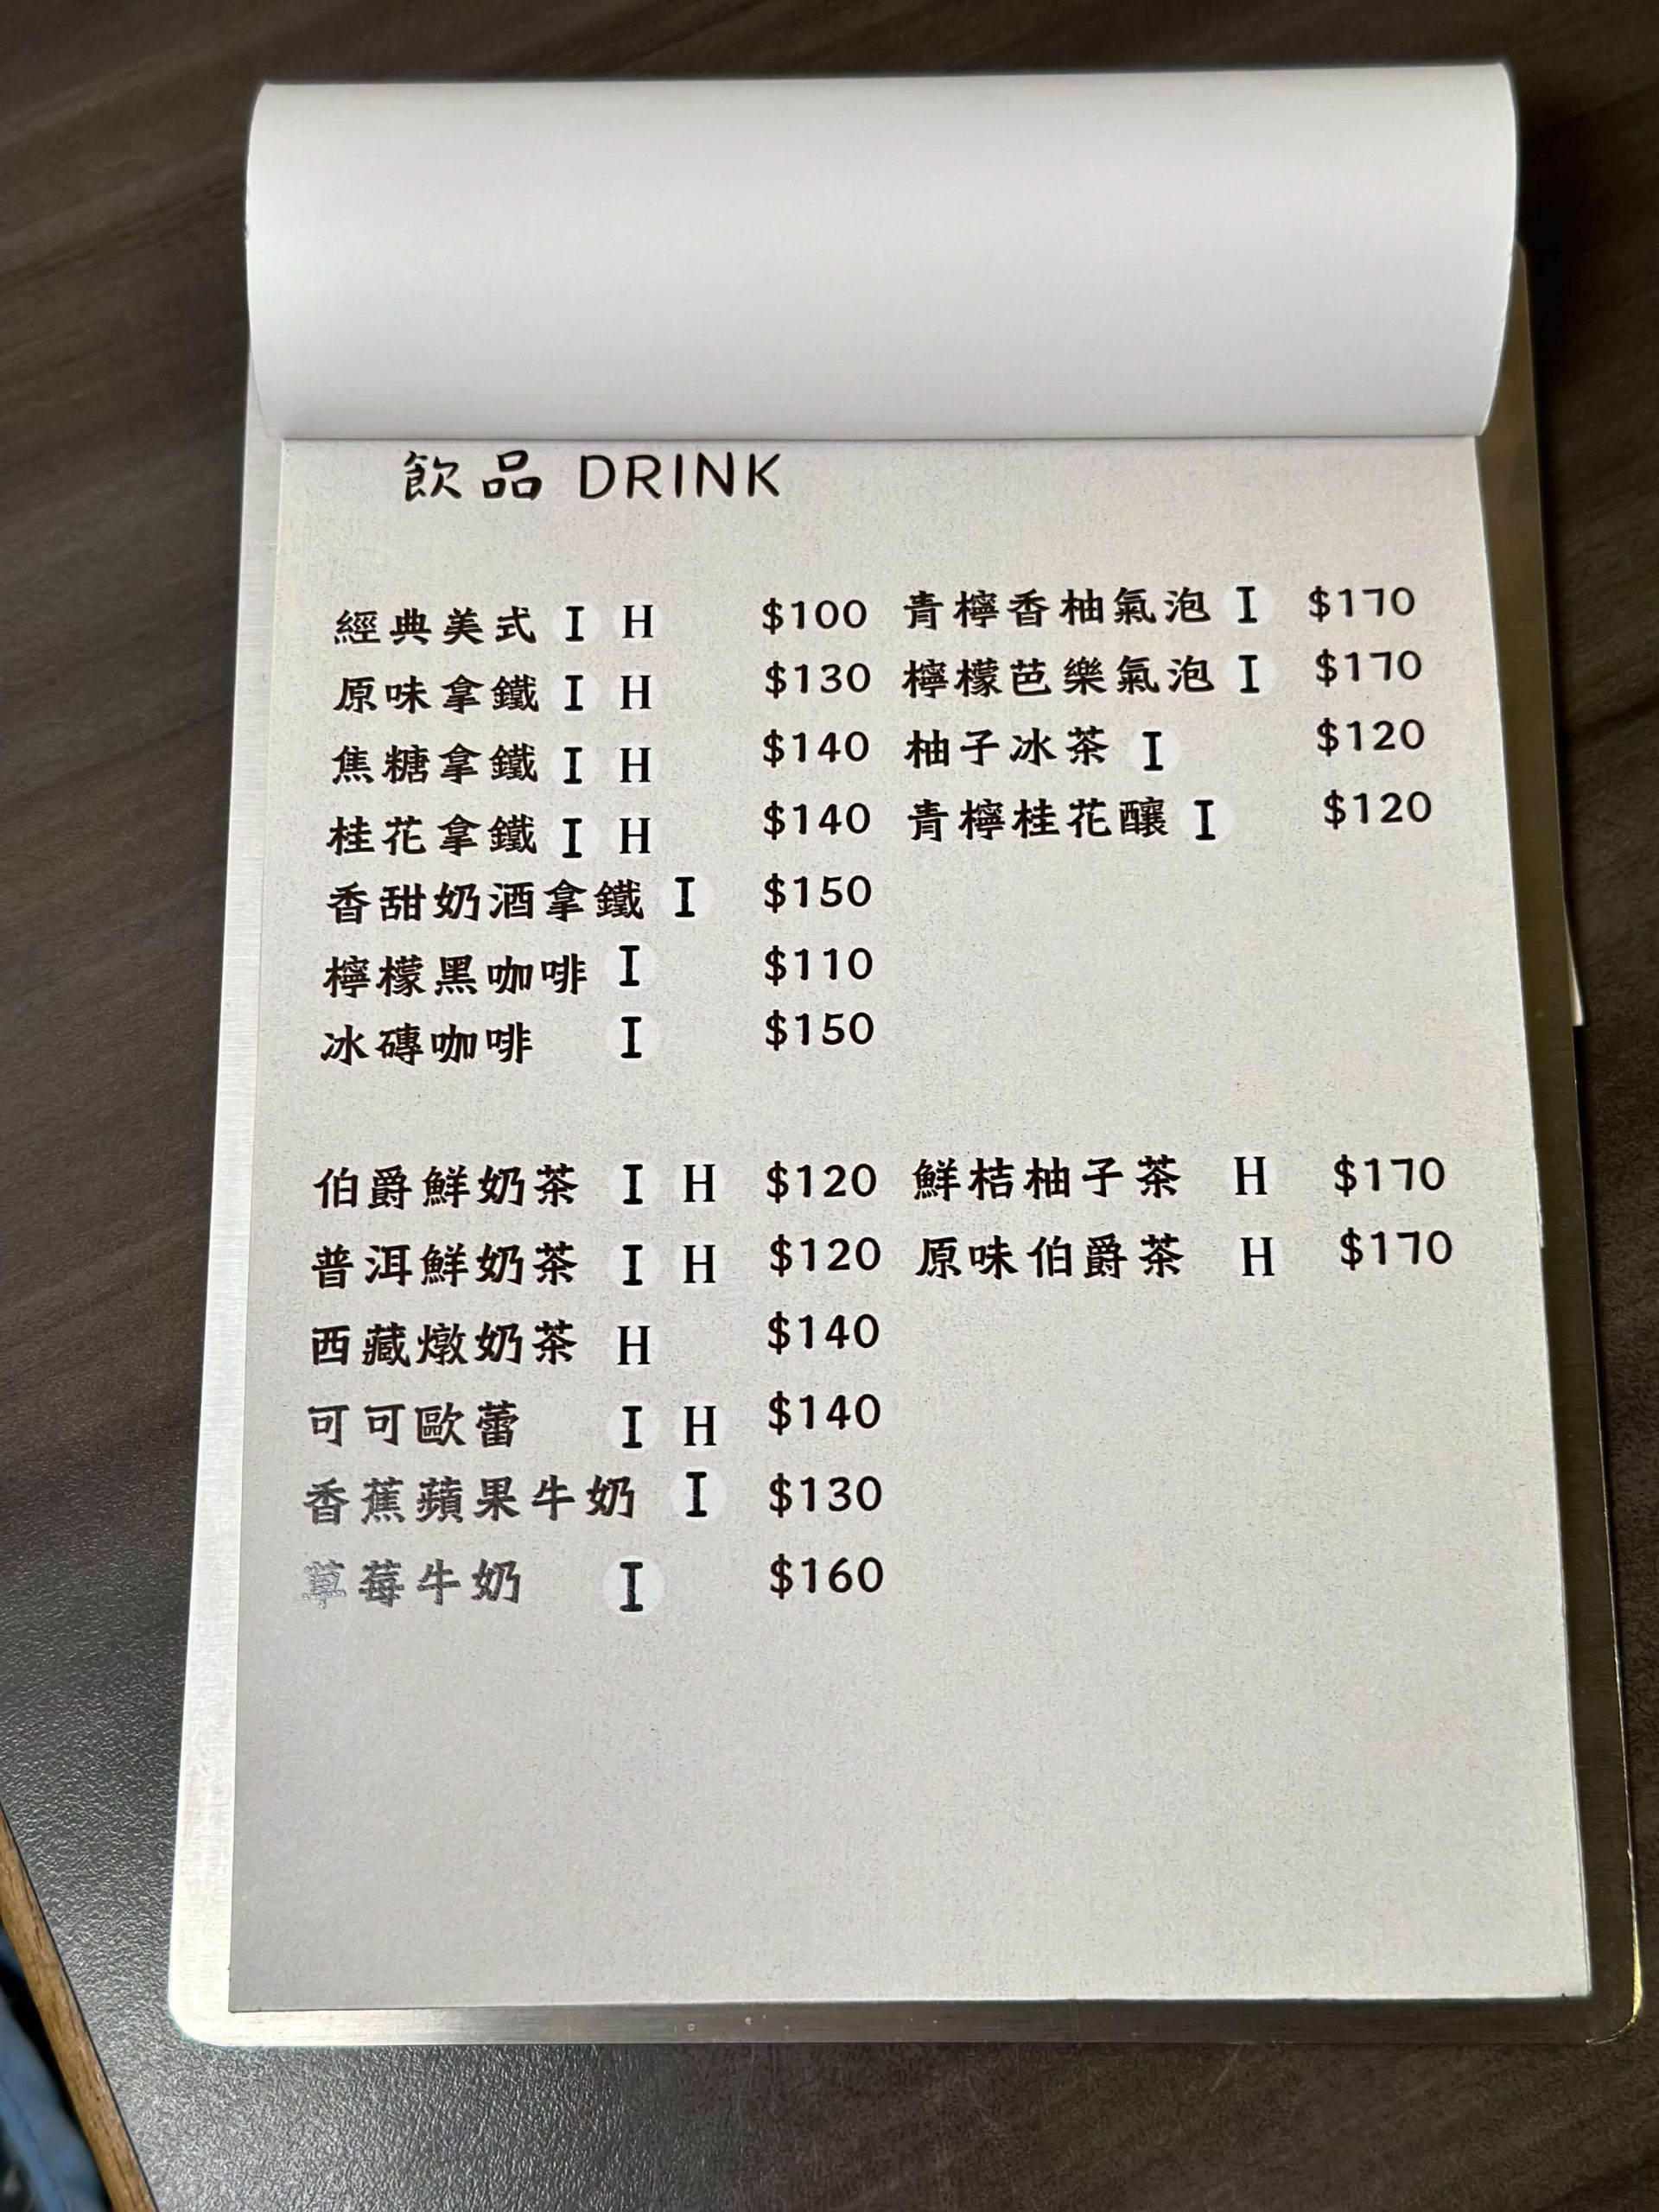 飲品 DRINK
經典美式 I H $100
原味拿鐵 I H $130
焦糖拿鐵 I H $140
桂花拿鐵 I H $140
香甜奶酒拿鐵 I $150
檸檬黑咖啡 I $110
冰磚咖啡 I $150
青檸香柚氣泡 I $170
檸檬芭樂氣泡 I $170
柚子冰茶 I $120
青檸桂花釀 I $120
伯爵鮮奶茶 I H $120
普洱鮮奶茶 I H $120
西藏燉奶茶 H $140
可可歐蕾 I H $140
香蕉蘋果牛奶 I $130
草莓牛奶 I $160
鮮桔柚子茶 H $170
原味伯爵茶 H $170